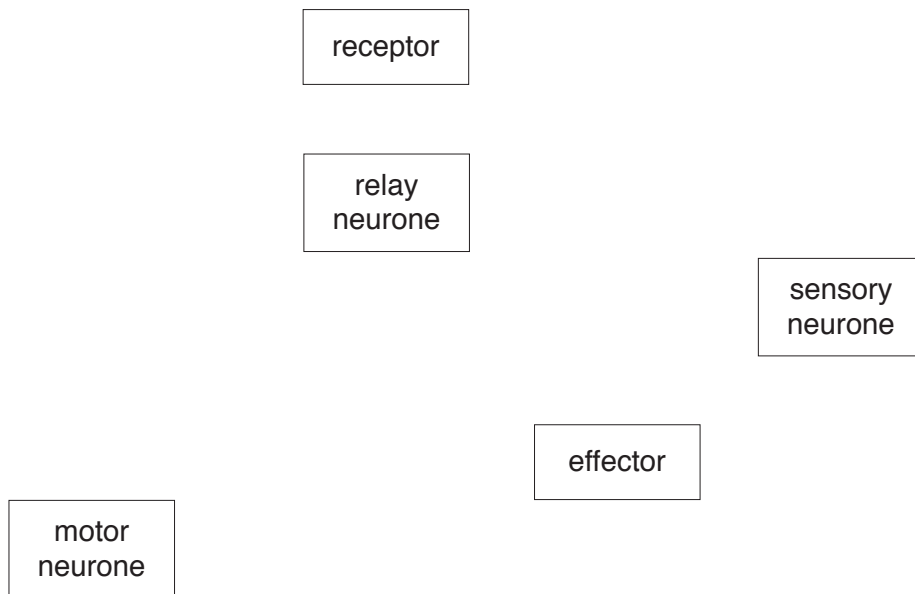 receptor
relay
neurone
sensory
neurone
effector
motor
neurone